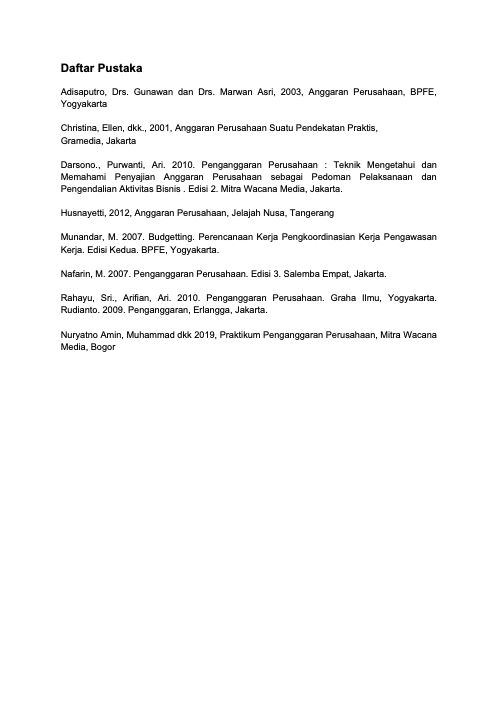 Daftar Pustaka
Adisaputro, Drs. Gunawan dan Drs. Marwan Asri, 2003, Anggaran Perusahaan, BPFE,
Yogyakarta
Christina, Ellen, dkk., 2001, Anggaran Perusahaan Suatu Pendekatan Praktis,
Gramedia, Jakarta
Darsono., Purwanti, Ari. 2010. Penganggaran Perusahaan : Teknik Mengetahui dan
Memahami Penyajian Anggaran Perusahaan sebagai Pedoman Pelaksanaan dan
Pengendalian Aktivitas Bisnis . Edisi 2. Mitra Wacana Media, Jakarta.
Husnayetti, 2012, Anggaran Perusahaan, Jelajah Nusa, Tangerang
Munandar, M. 2007. Budgetting. Perencanaan Kerja Pengkoordinasian Kerja Pengawasan
Kerja. Edisi Kedua. BPFE, Yogyakarta.
Nafarin, M. 2007. Penganggaran Perusahaan. Edisi 3. Salemba Empat, Jakarta.
Rahayu, Sri., Arifian, Ari. 2010. Penganggaran Perusahaan. Graha Ilmu, Yogyakarta.
Rudianto. 2009. Penganggaran, Erlangga, Jakarta.
Nuryatno Amin, Muhammad dkk 2019, Praktikum Penganggaran Perusahaan, Mitra Wacana
Media, Bogor